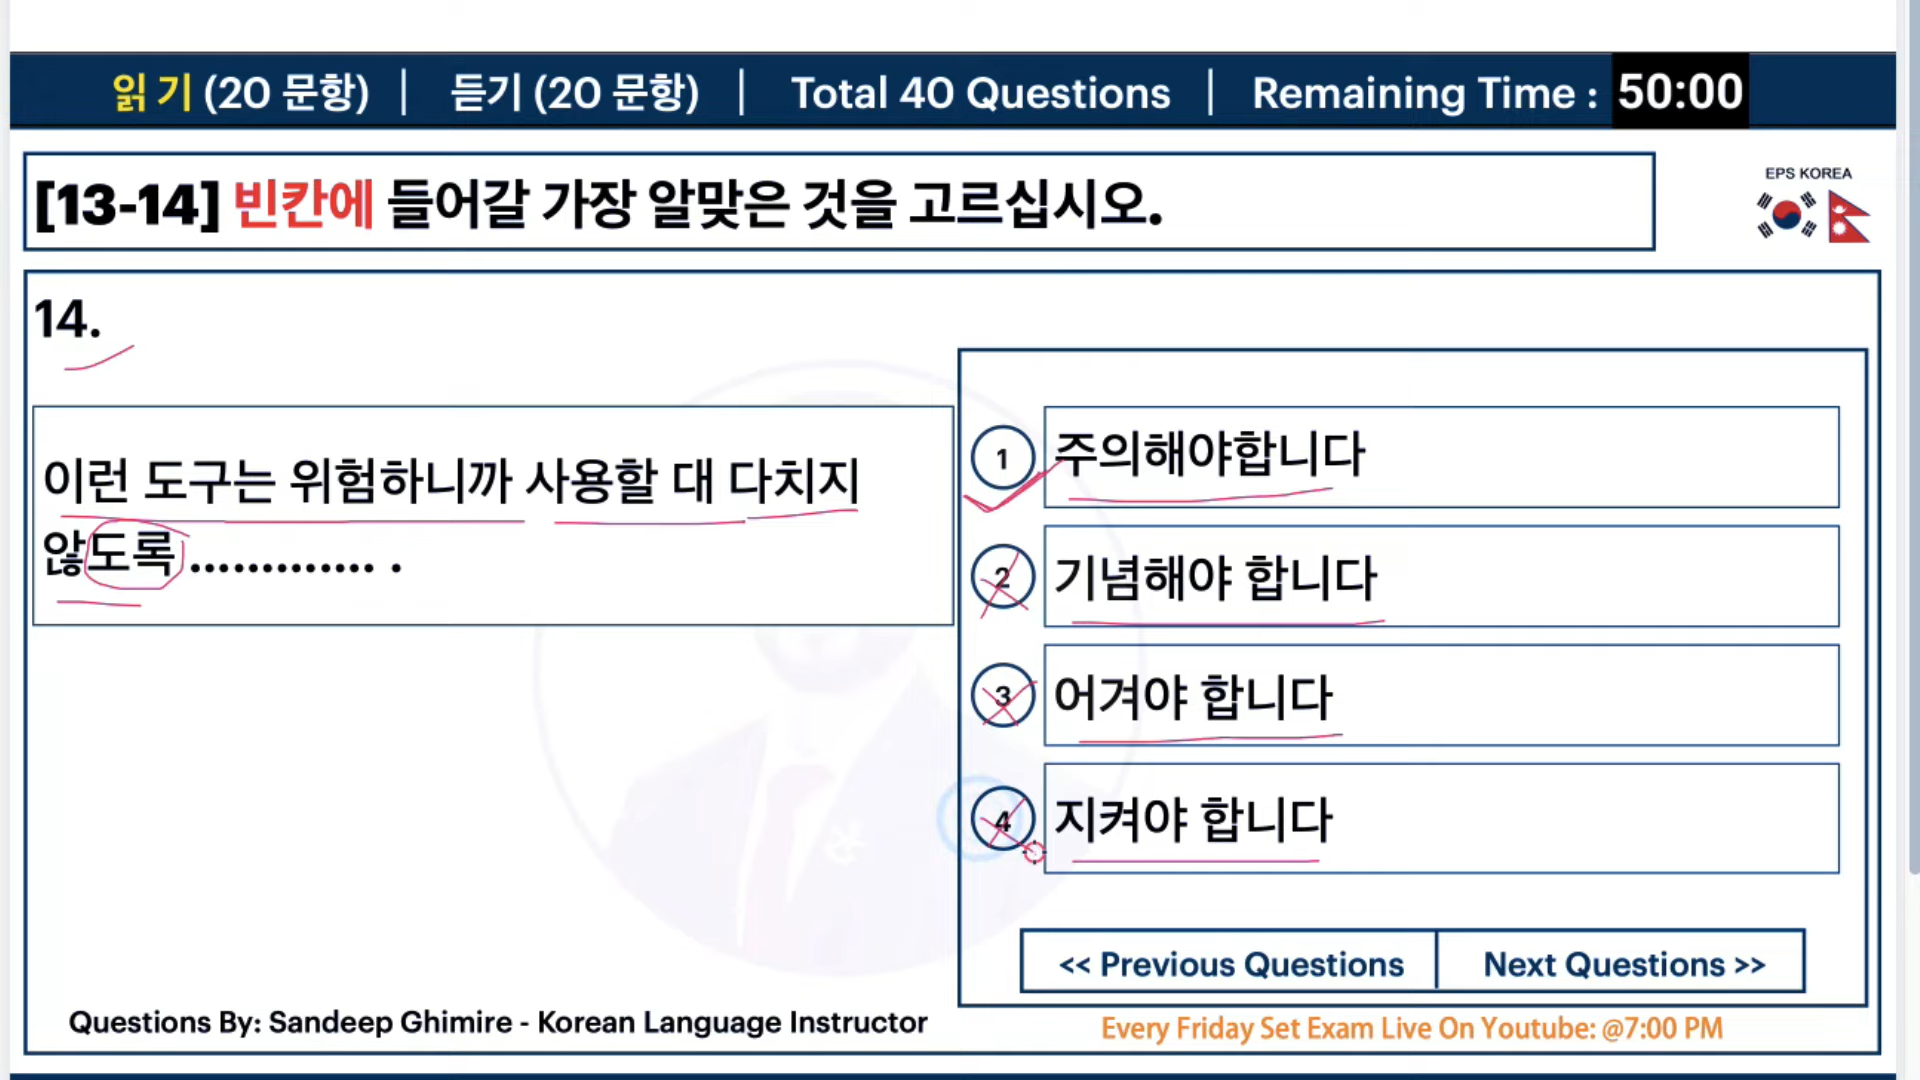 읽 기 (20 문항) | 듣기 (20 문항) | Total 40 Questions | Remaining Time : 50:00
[13-14] 빈칸에 들어갈 가장 알맞은 것을 고르십시오.
EPS KOREA
14.
이런 도구는 위험하니까 사용할 대 다치지
않도록 ............. .
1 주의해야합니다
2 기념해야 합니다
3 어겨야 합니다
4 지켜야 합니다
<< Previous Questions
Next Questions >>
Questions By: Sandeep Ghimire - Korean Language Instructor
Every Friday Set Exam Live On Youtube: @7:00 PM